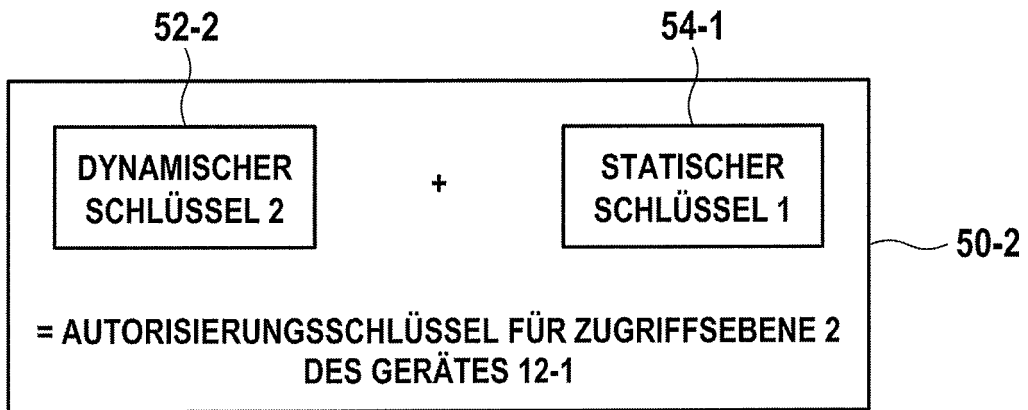 52-2
54-1
DYNAMISCHER
SCHLÜSSEL 2
+
STATISCHER
SCHLÜSSEL 1
50-2
= AUTORISIERUNGSSCHLÜSSEL FÜR ZUGRIFFSEBENE 2
DES GERÄTES 12-1